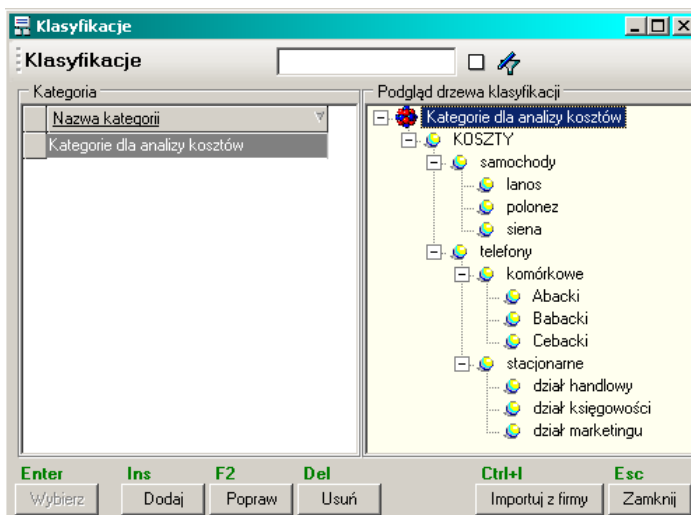 Klasyfikacje
Klasyfikacje
Kategoria
Nazwa kategorii
Kategorie dla analizy kosztów
Podgląd drzewa klasyfikacji
Kategorie dla analizy kosztów
KOSZTY
samochody
lanos
polonez
siena
telefony
komórkowe
Abacki
Babacki
Cebacki
stacjonarne
dział handlowy
dział księgowości
dział marketingu
Enter Ins F2 Del Ctrl+I Esc
Wybierz Dodaj Popraw Usuń Importuj z firmy Zamknij